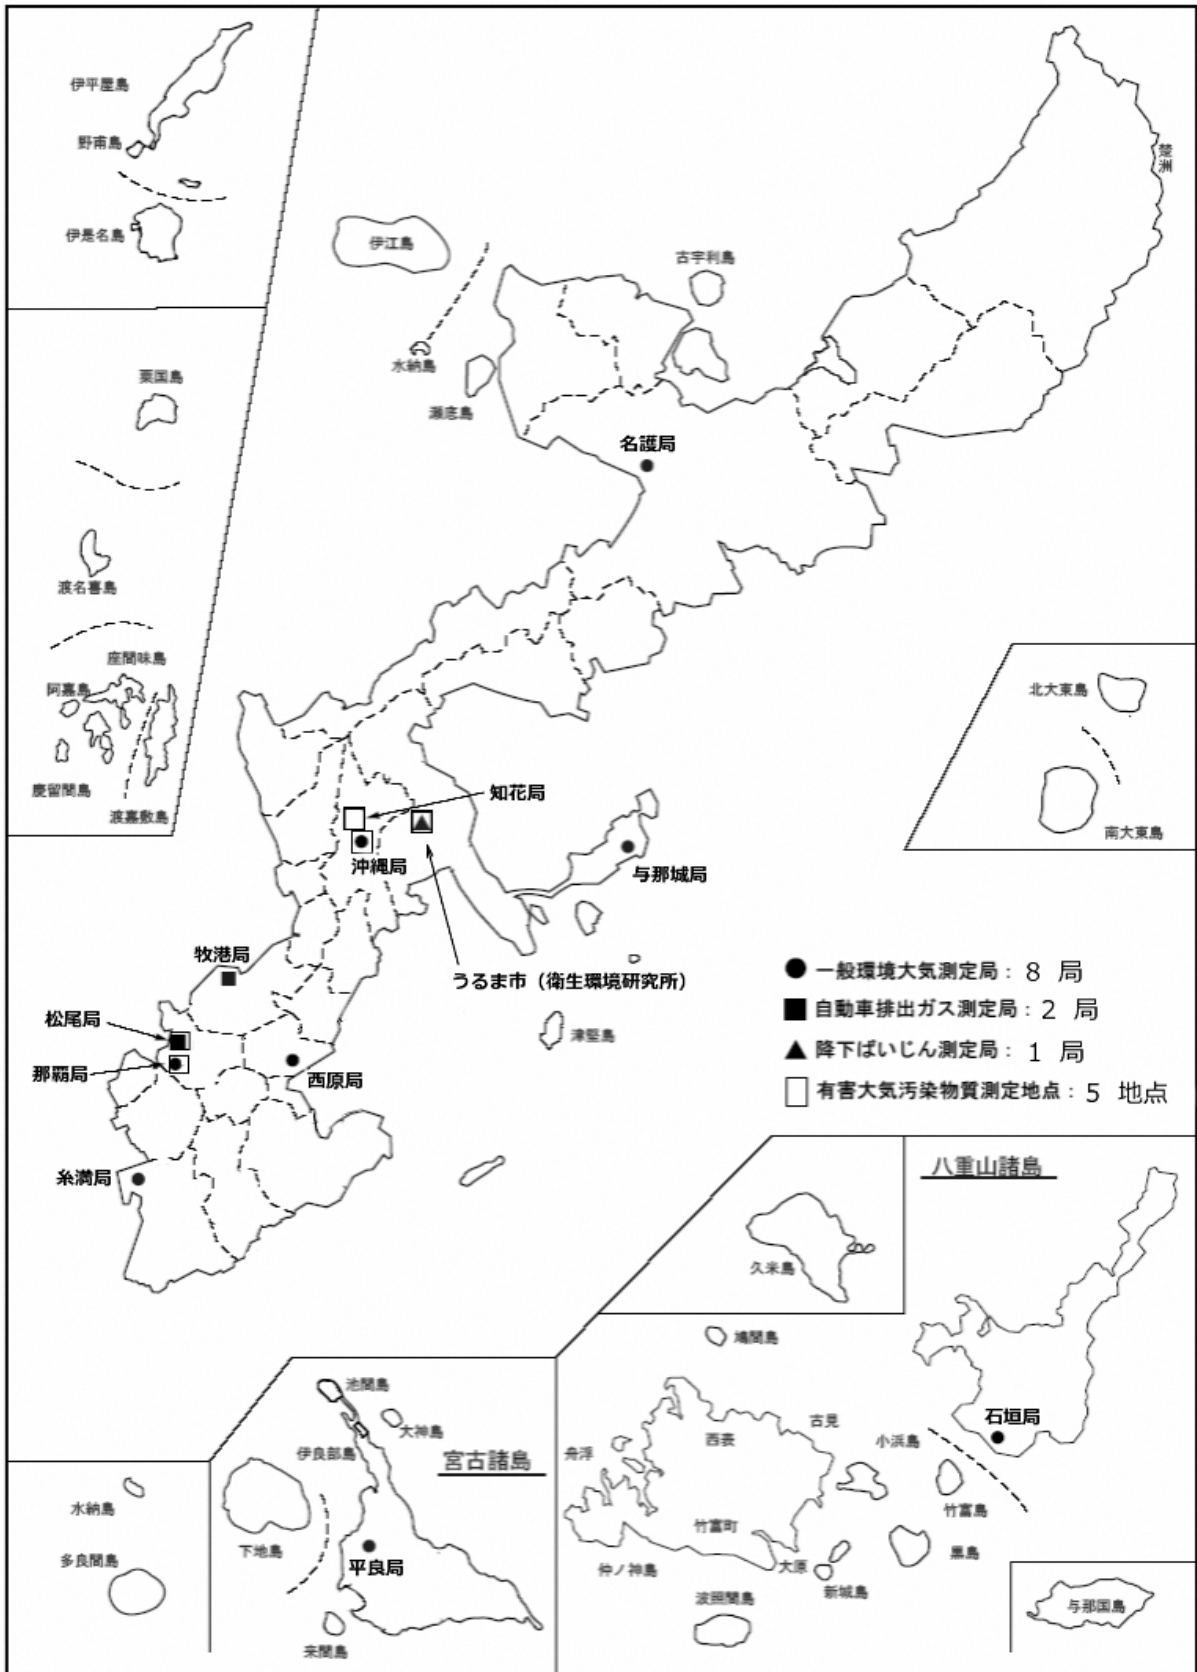 伊平屋島
野甫島
伊是名島
伊江島
古宇利島
楚洲
水納島
瀬底島
粟国島
名護局
渡名喜島
座間味島
阿嘉島
慶留間島
渡嘉敷島
北大東島
南大東島
知花局
沖縄局
与那城局
牧港局
うるま市（衛生環境研究所）
松尾局
那覇局
西原局
津堅島
糸満局
一般環境大気測定局：8 局
自動車排出ガス測定局：2 局
降下ばいじん測定局：1 局
有害大気汚染物質測定地点：5 地点
八重山諸島
久米島
鳩間島
池間島
大神島
伊良部島
宮古諸島
下地島
平良局
来間島
水納島
多良間島
石垣局
古見
西表
小浜島
舟浮
竹富島
竹富町
黒島
大原
仲ノ神島
新城島
波照間島
与那国島